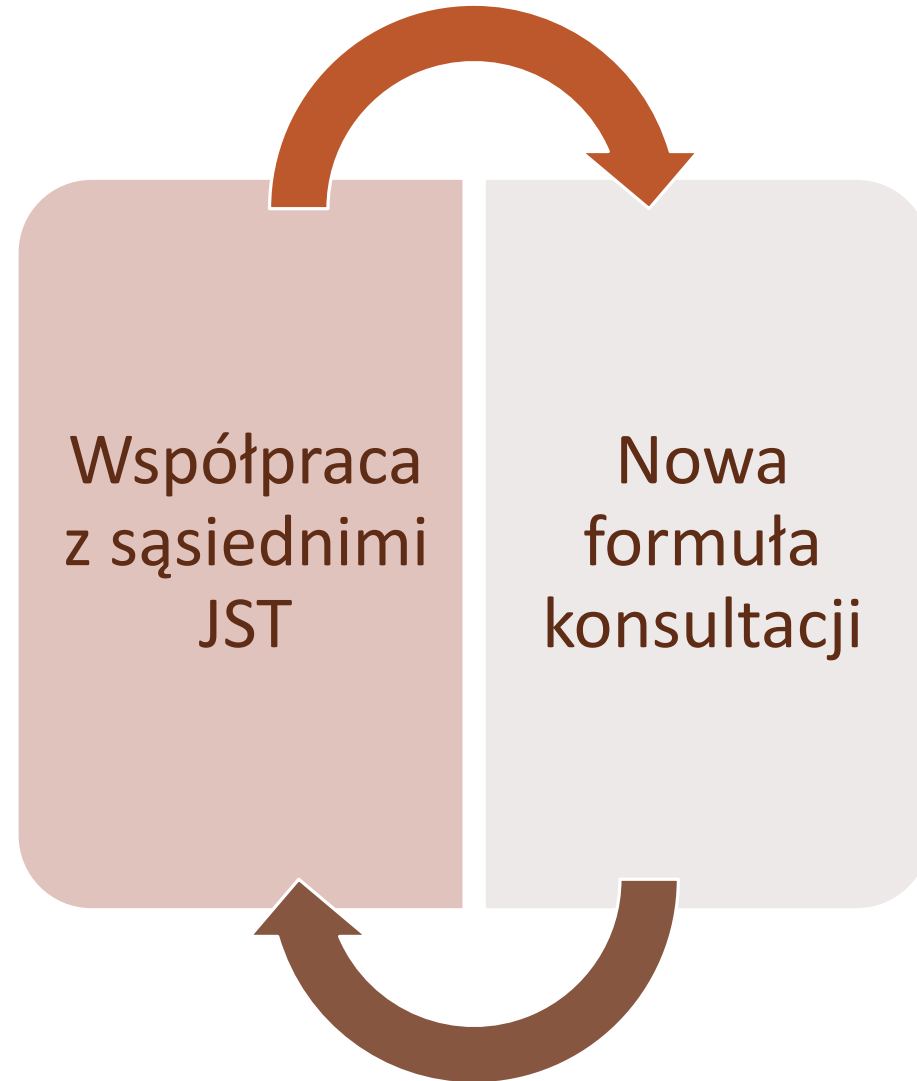 Współpraca
z sąsiednimi
JST
Nowa
formuła
konsultacji